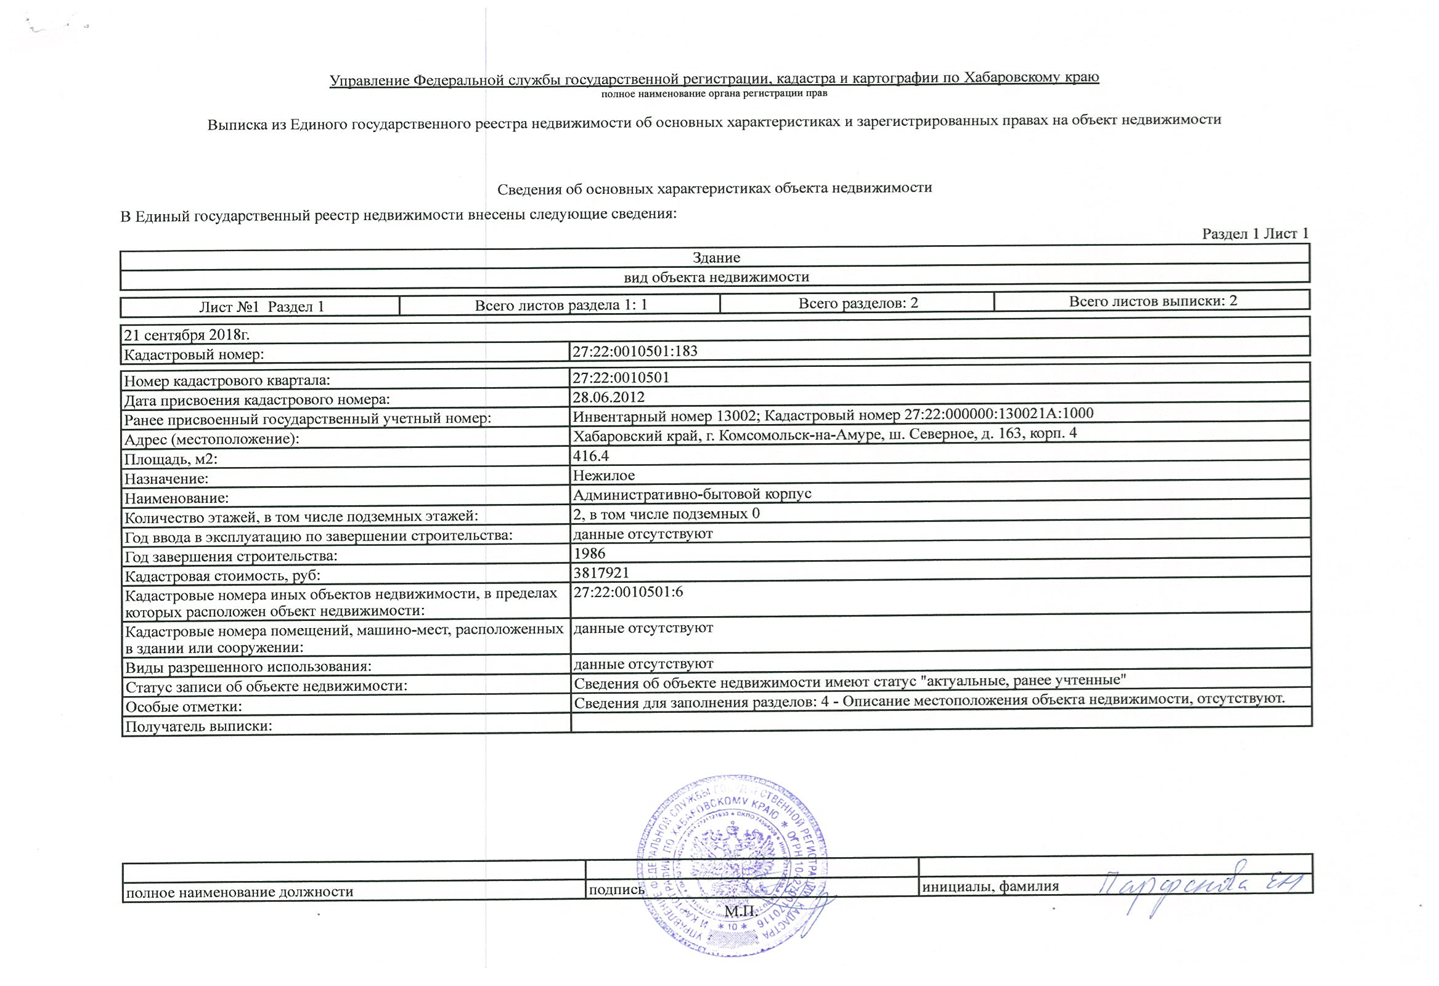 Управление Федеральной службы государственной регистрации, кадастра и картографии по Хабаровскому краю
полное наименование органа регистрации прав
Выписка из Единого государственного реестра недвижимости об основных характеристиках и зарегистрированных правах на объект недвижимости
Сведения об основных характеристиках объекта недвижимости
В Единый государственный реестр недвижимости внесены следующие сведения:
Раздел 1 Лист 1
Здание
вид объекта недвижимости
Лист №1 Раздел 1 Всего листов раздела 1: 1 Всего разделов: 2 Всего листов выписки: 2
21 сентября 2018г.
Кадастровый номер: 27:22:0010501:183
Номер кадастрового квартала: 27:22:0010501
Дата присвоения кадастрового номера: 28.06.2012
Ранее присвоенный государственный учетный номер: Инвентарный номер 13002; Кадастровый номер 27:22:000000:130021А:1000
Адрес (местоположение): Хабаровский край, г. Комсомольск-на-Амуре, ш. Северное, д. 163, корп. 4
Площадь, м2: 416.4
Назначение: Нежилое
Наименование: Административно-бытовой корпус
Количество этажей, в том числе подземных этажей: 2, в том числе подземных 0
Год ввода в эксплуатацию по завершении строительства: данные отсутствуют
Год завершения строительства: 1986
Кадастровая стоимость, руб: 3817921
Кадастровые номера иных объектов недвижимости, в пределах 27:22:0010501:6
которых расположен объект недвижимости:
Кадастровые номера помещений, машино-мест, расположенных данные отсутствуют
в здании или сооружении:
Виды разрешенного использования: данные отсутствуют
Статус записи об объекте недвижимости: Сведения об объекте недвижимости имеют статус "актуальные, ранее учтенные"
Особые отметки: Сведения для заполнения разделов: 4 - Описание местоположения объекта недвижимости, отсутствуют.
Получатель выписки:
полное наименование должности подпись инициалы, фамилия
М.П.